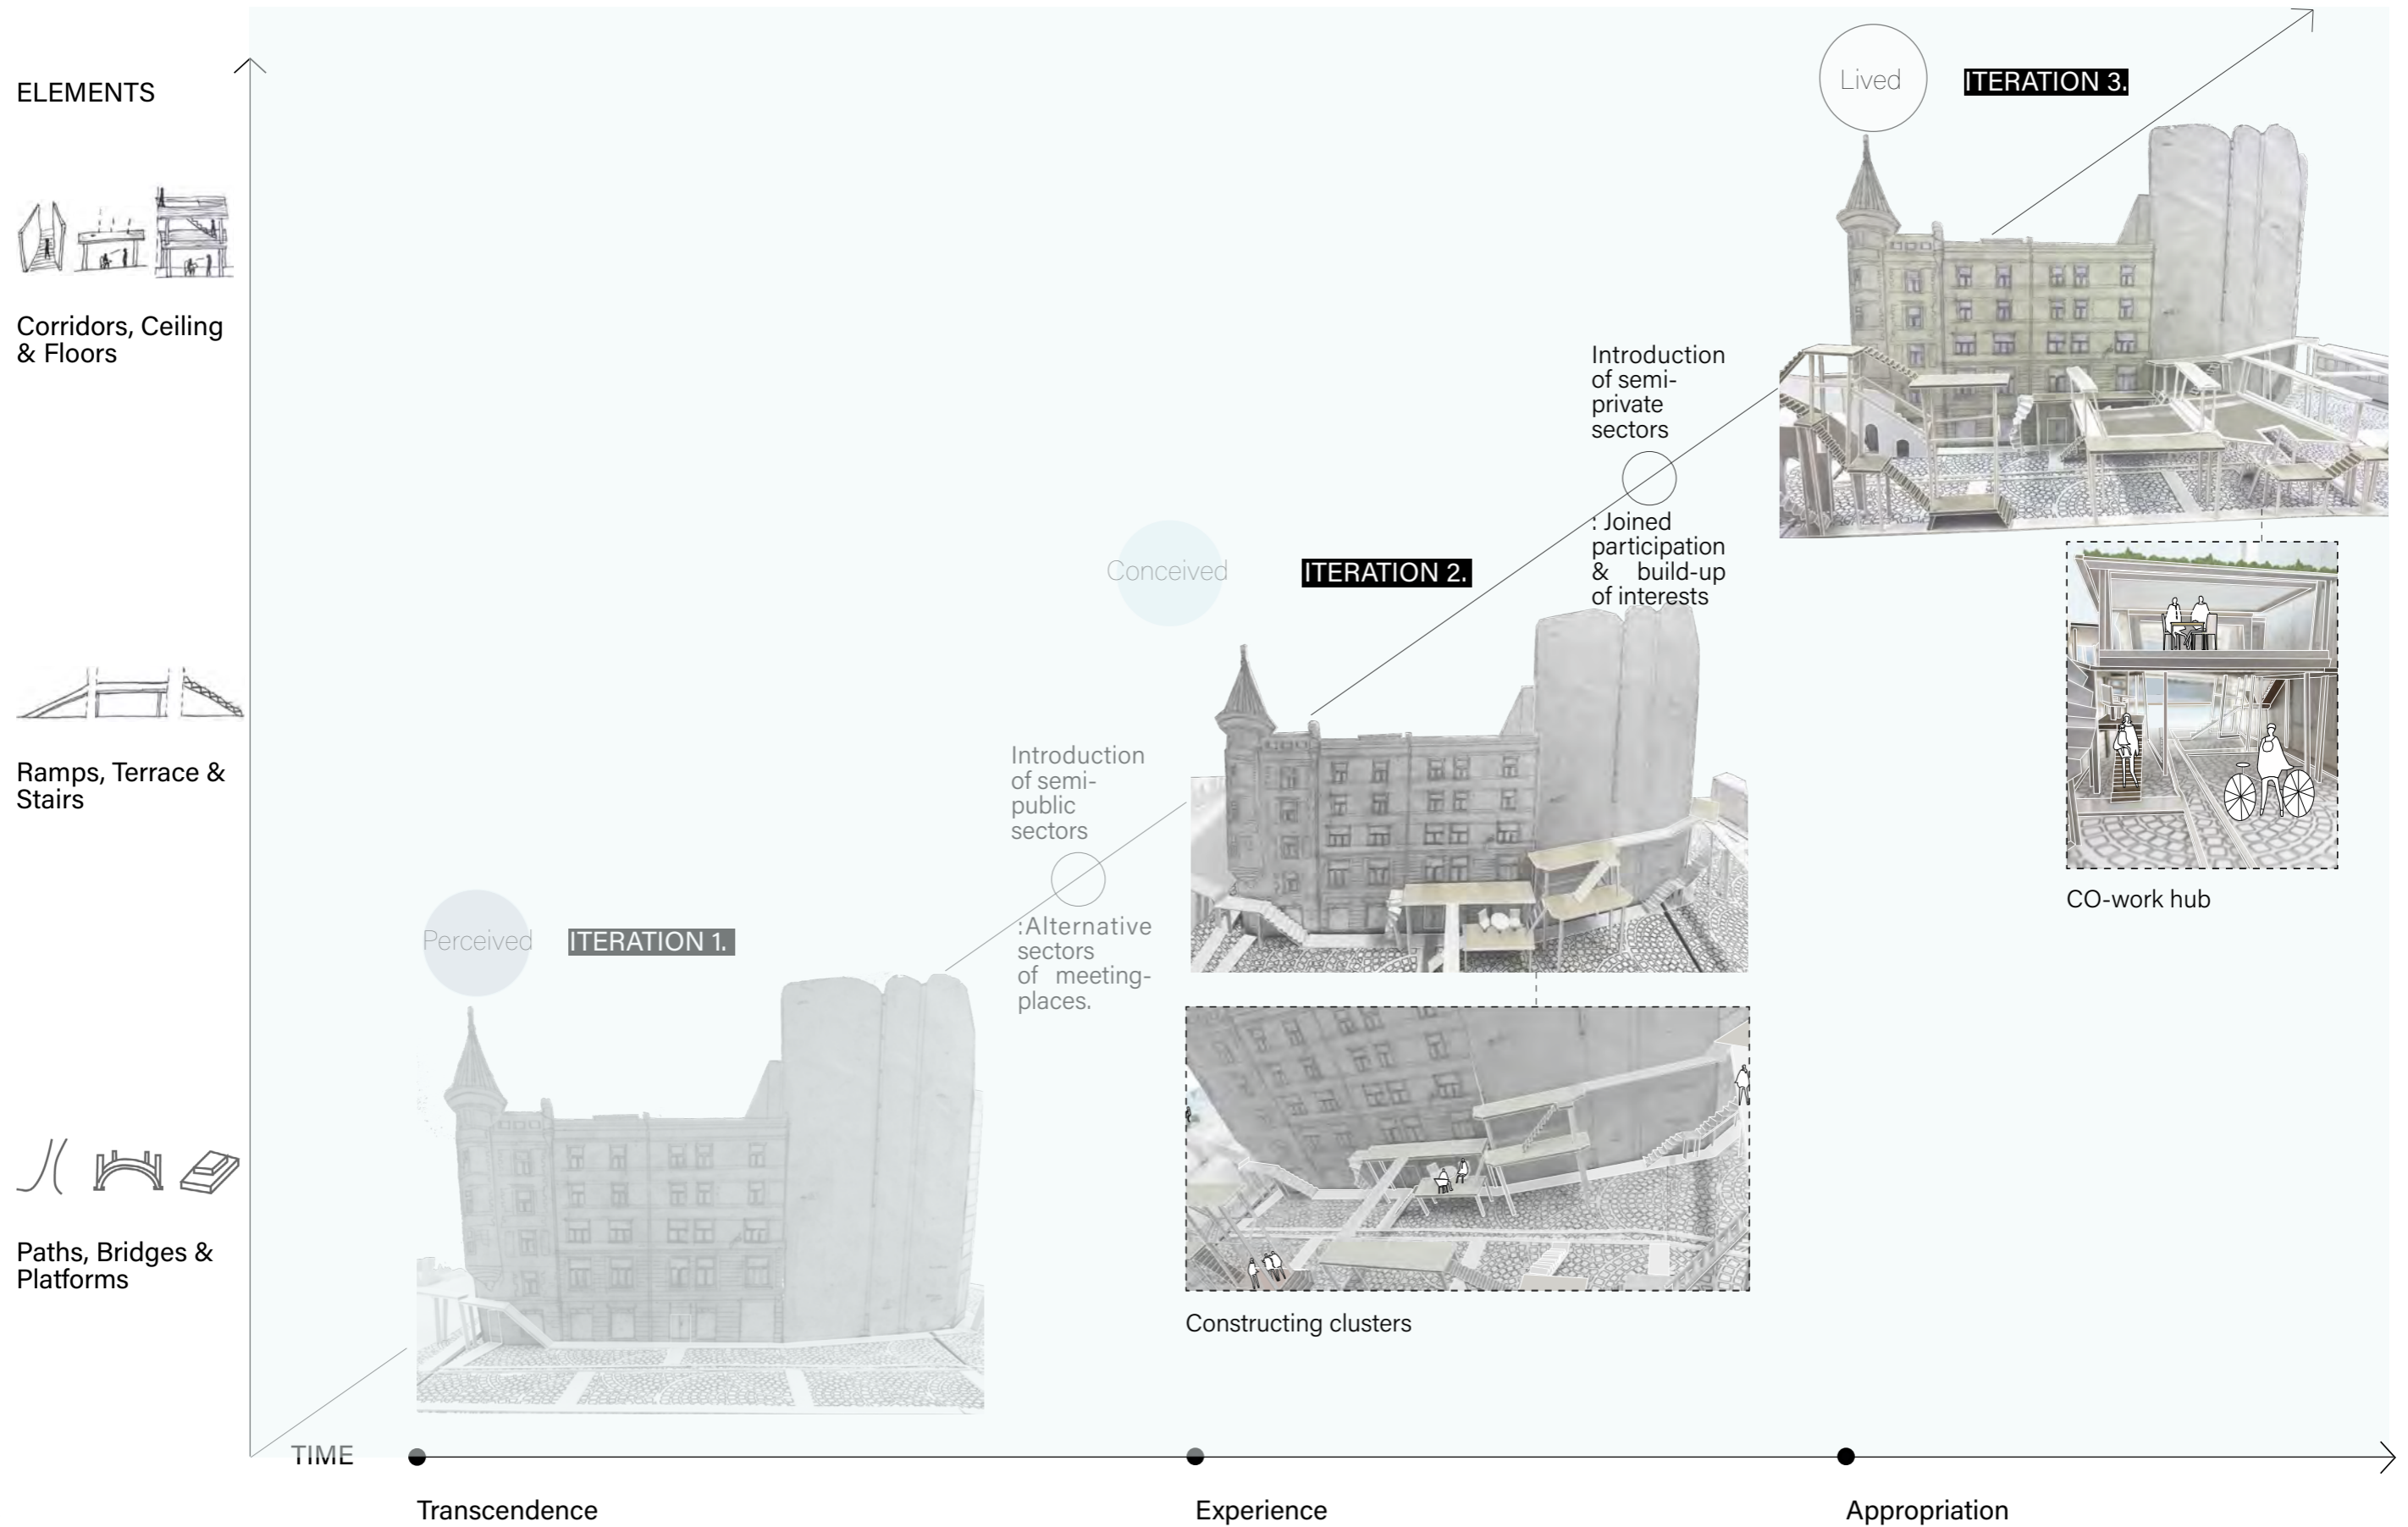 ELEMENTS
Lived
ITERATION 3.
Corridors, Ceiling
& Floors
Introduction
of semi-
private
sectors
: Joined
participation
& build-up
of interests
Conceived
ITERATION 2.
Ramps, Terrace &
Stairs
Introduction
of semi-
public
sectors
:Alternative
sectors
of meeting-
places.
CO-work hub
Perceived
ITERATION 1.
Paths, Bridges &
Platforms
Constructing clusters
TIME
Transcendence
Experience
Appropriation